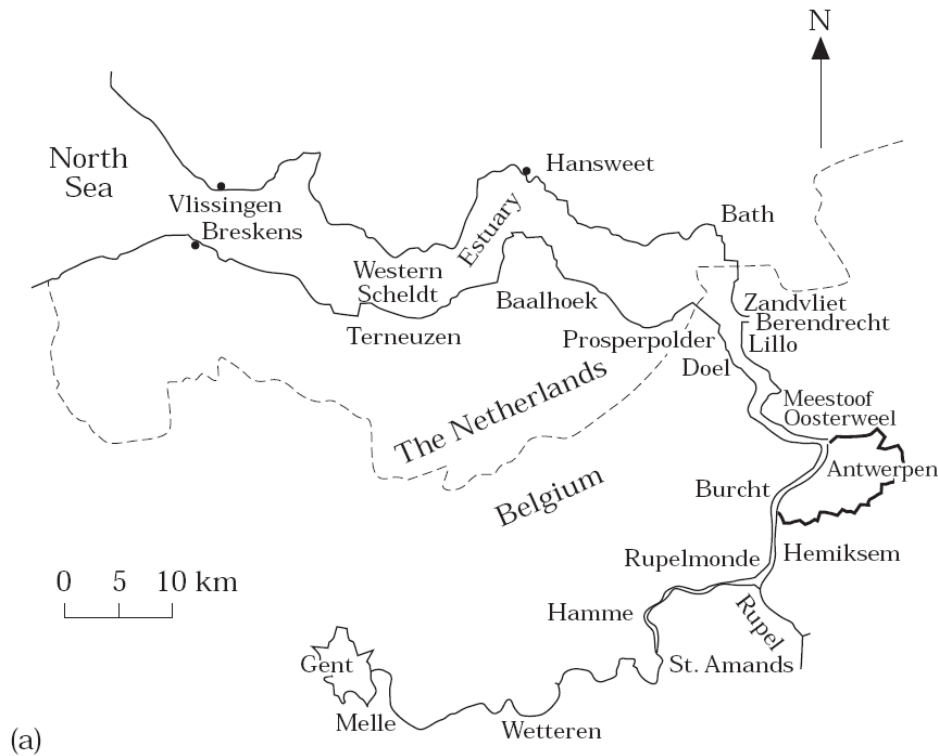 N
North
Sea
Vlissingen
Breskens
Hansweet
Estuary
Western
Scheldt
Terneuzen
Baalhoek
Bath
Zandvliet
Berendrecht
Lillo
Prosperpolder
Doel
The Netherlands
Belgium
Meestoof
Oosterweel
Antwerpen
Burcht
Hemiksem
Rupelmonde
Rupel
Hamme
St. Amands
0 5 10 km
Gent
Melle
Wetteren
(a)